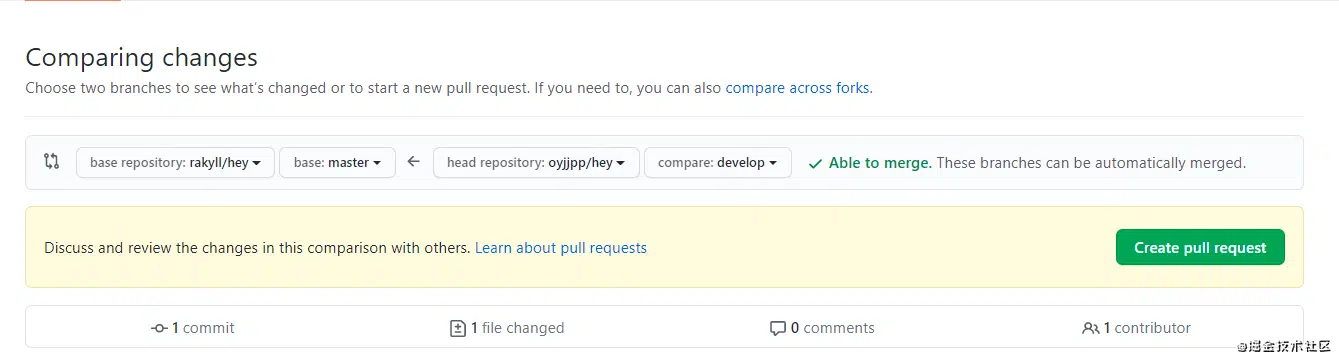 Comparing changes
Choose two branches to see what's changed or to start a new pull request. If you need to, you can also compare across forks.
base repository: rakyll/hey base: master head repository: oyjjpp/hey compare: develop Able to merge. These branches can be automatically merged.
Discuss and review the changes in this comparison with others. Learn about pull requests Create pull request
1 commit 1 file changed 0 comments 1 contributor
@掘金技术社区